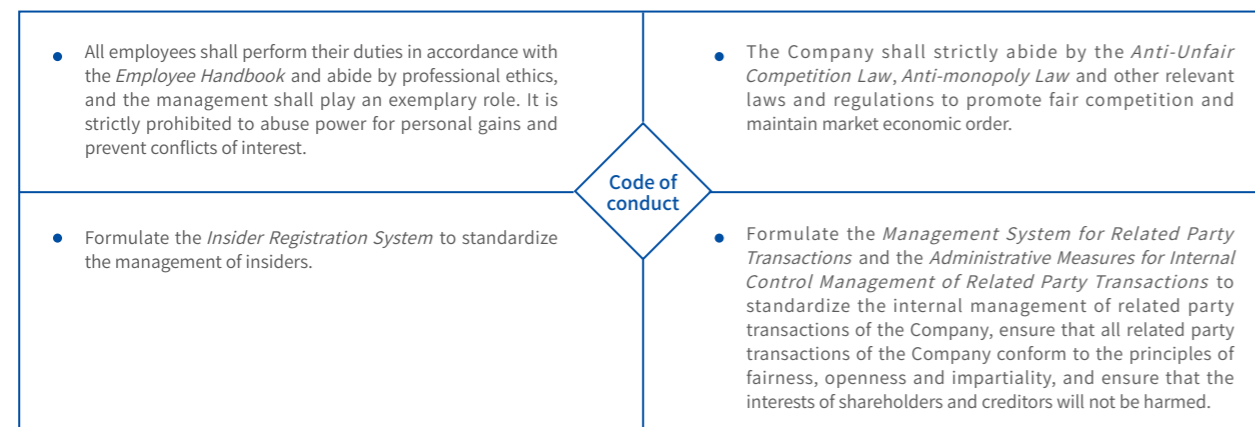 All employees shall perform their duties in accordance with
the Employee Handbook and abide by professional ethics,
and the management shall play an exemplary role. It is
strictly prohibited to abuse power for personal gains and
prevent conflicts of interest.
The Company shall strictly abide by the Anti-Unfair
Competition Law, Anti-monopoly Law and other relevant
laws and regulations to promote fair competition and
maintain market economic order.
Code of
conduct
Formulate the Insider Registration System to standardize
the management of insiders.
Formulate the Management System for Related Party
Transactions and the Administrative Measures for Internal
Control Management of Related Party Transactions to
standardize the internal management of related party
transactions of the Company, ensure that all related party
transactions of the Company conform to the principles of
fairness, openness and impartiality, and ensure that the
interests of shareholders and creditors will not be harmed.